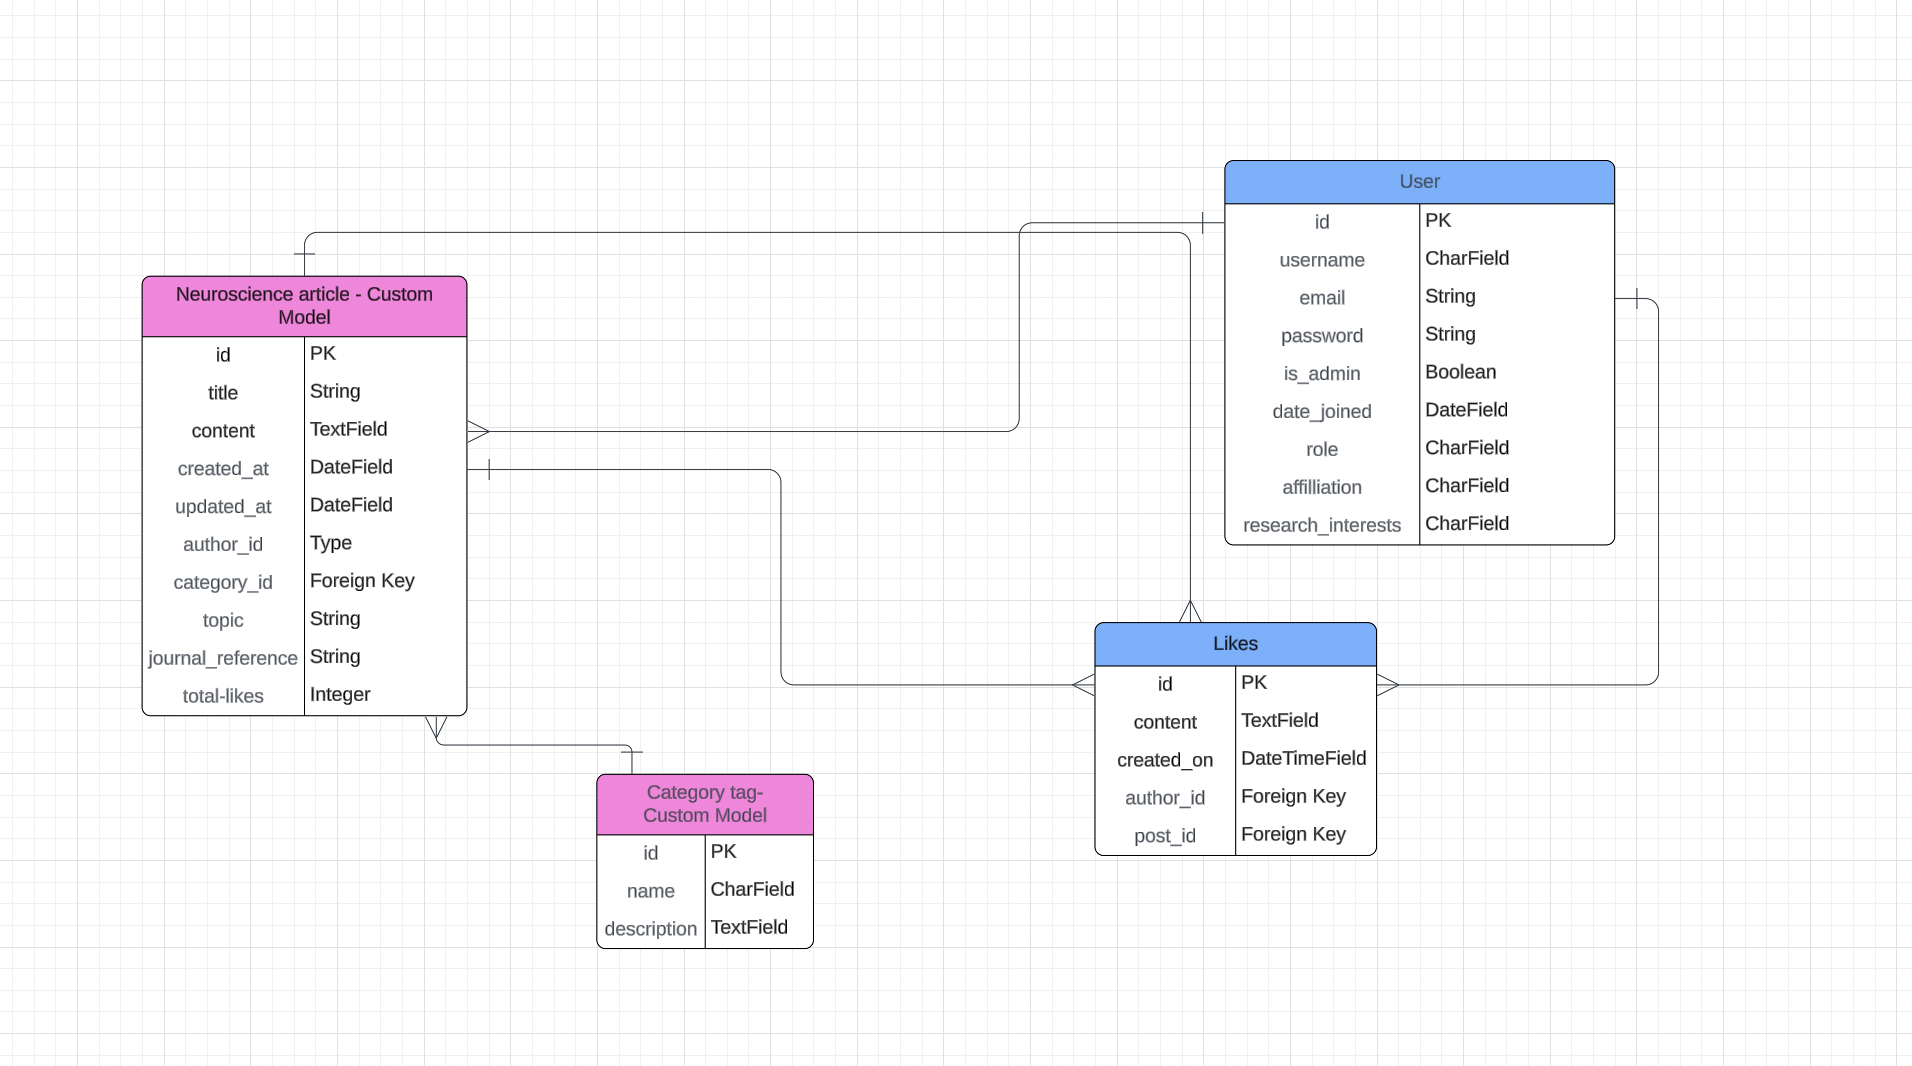 User
id PK
username CharField
email String
password String
is_admin Boolean
date_joined DateField
role CharField
affilliation CharField
research_interests CharField
Neuroscience article - Custom
Model
id PK
title String
content TextField
created_at DateField
updated_at DateField
author_id Type
category_id Foreign Key
topic String
journal_reference String
total-likes Integer
Likes
id PK
content TextField
created_on DateTimeField
author_id Foreign Key
post_id Foreign Key
Category tag-
Custom Model
id PK
name CharField
description TextField